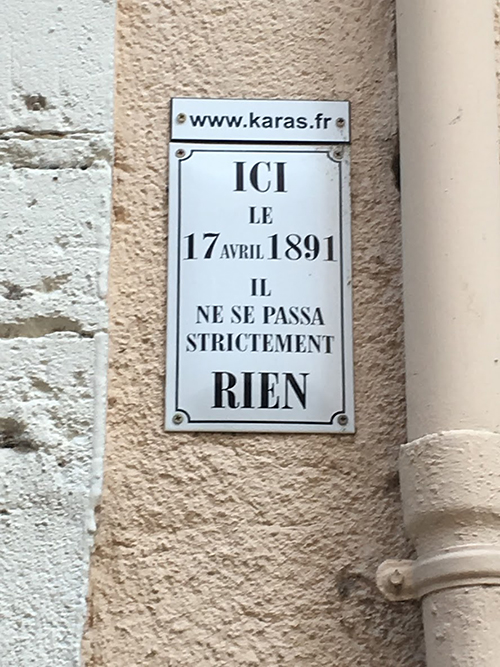 www.karas.fr
ICI
LE
17 AVRIL 1891
IL
NE SE PASSA
STRICTEMENT
RIEN